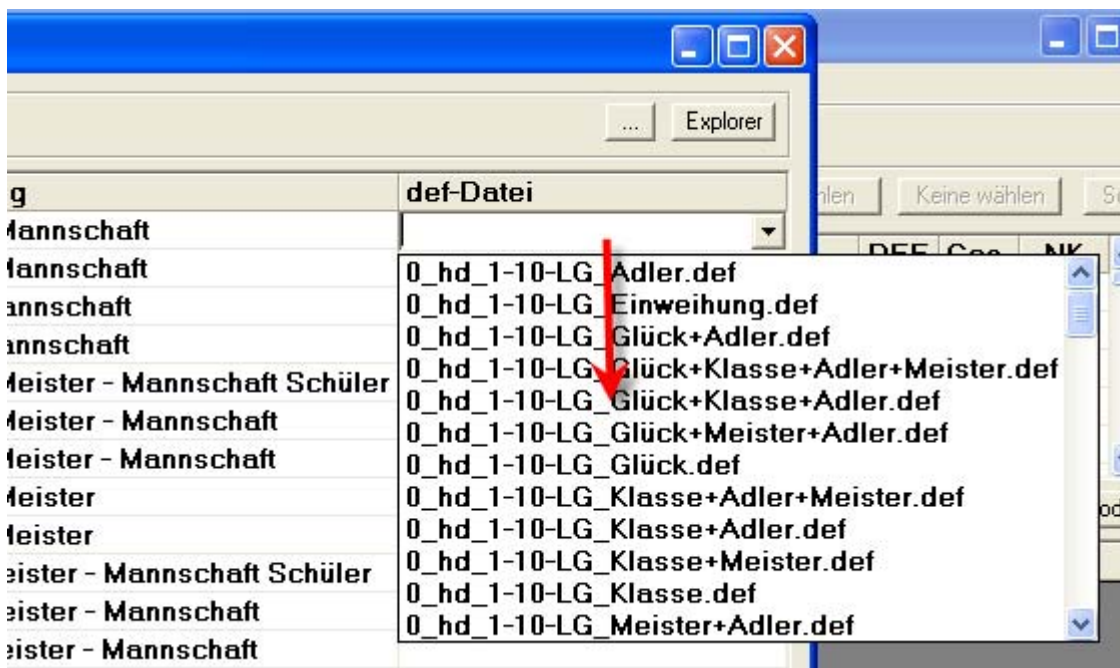 ... Explorer
Keine wählen
g def-Datei
Mannschaft
Mannschaft
annschaft
annschaft
Meister - Mannschaft Schüler
Meister - Mannschaft
Meister - Mannschaft
Meister
Meister
eister - Mannschaft Schüler
eister - Mannschaft
eister - Mannschaft
0_hd_1-10-LG_Adler.def
0_hd_1-10-LG_Einweihung.def
0_hd_1-10-LG_Glück+Adler.def
0_hd_1-10-LG_Glück+Klasse+Adler+Meister.def
0_hd_1-10-LG_Glück+Klasse+Adler.def
0_hd_1-10-LG_Glück+Meister+Adler.def
0_hd_1-10-LG_Glück.def
0_hd_1-10-LG_Klasse+Adler+Meister.def
0_hd_1-10-LG_Klasse+Adler.def
0_hd_1-10-LG_Klasse+Meister.def
0_hd_1-10-LG_Klasse.def
0_hd_1-10-LG_Meister+Adler.def